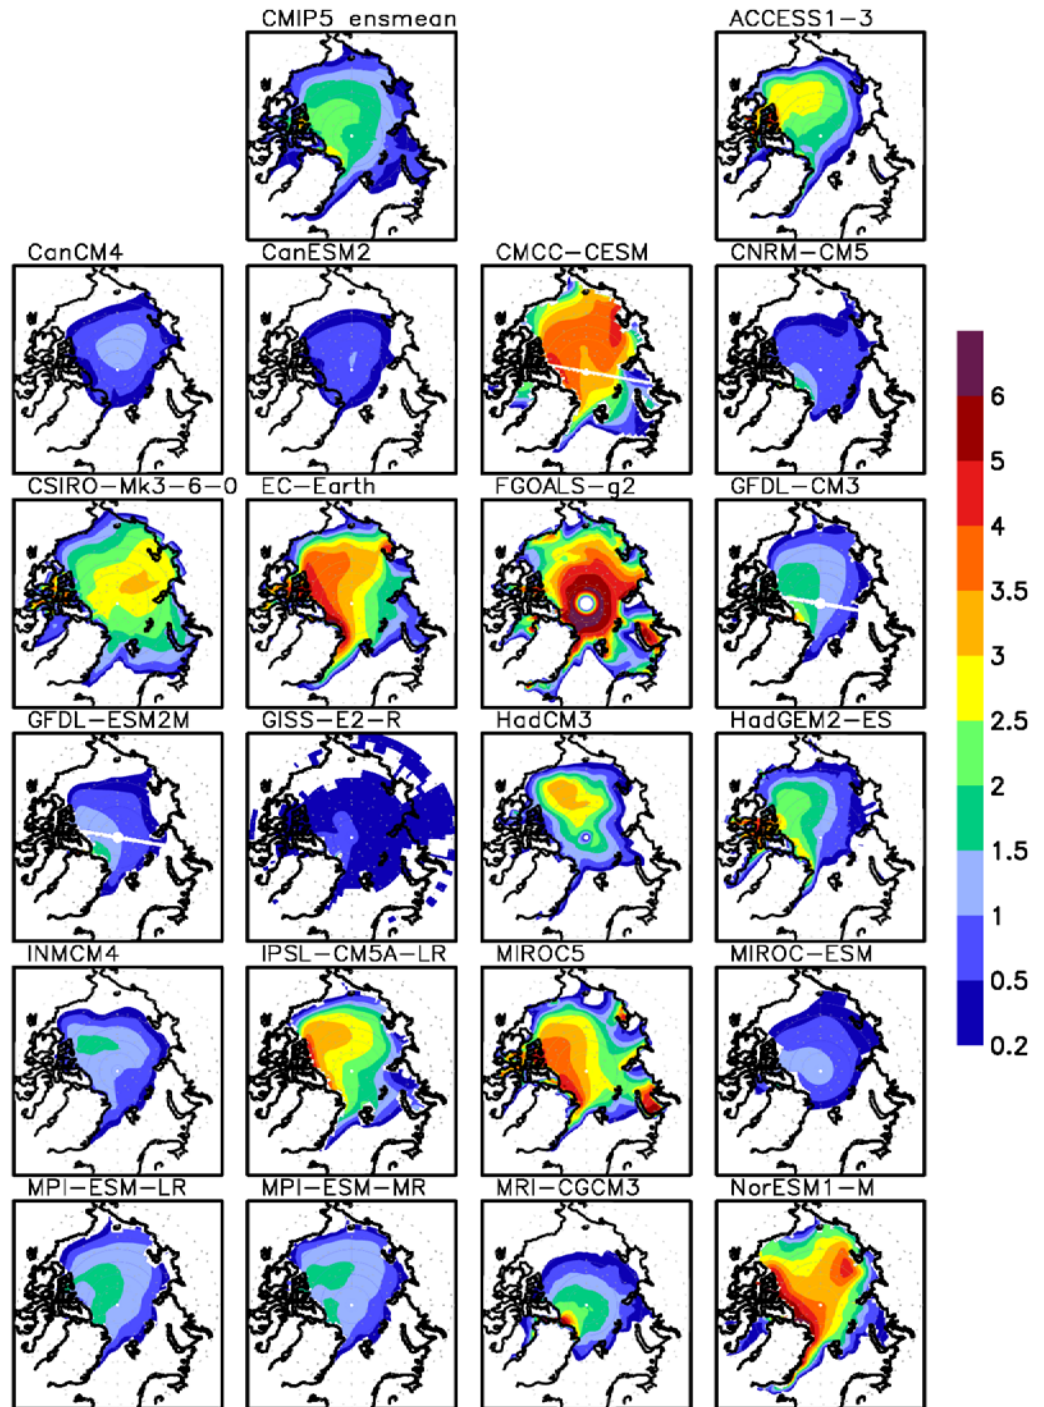 CMIP5 ensmean
ACCESS1-3
CanCM4
CanESM2
CMCC-CESM
CNRM-CM5
CSIRO-Mk3-6-0
EC-Earth
FGOALS-g2
GFDL-CM3
GFDL-ESM2M
GISS-E2-R
HadCM3
HadGEM2-ES
INMCM4
IPSL-CM5A-LR
MIROC5
MIROC-ESM
MPI-ESM-LR
MPI-ESM-MR
MRI-CGCM3
NorESM1-M
6
5
4
3.5
3
2.5
2
1.5
1
0.5
0.2